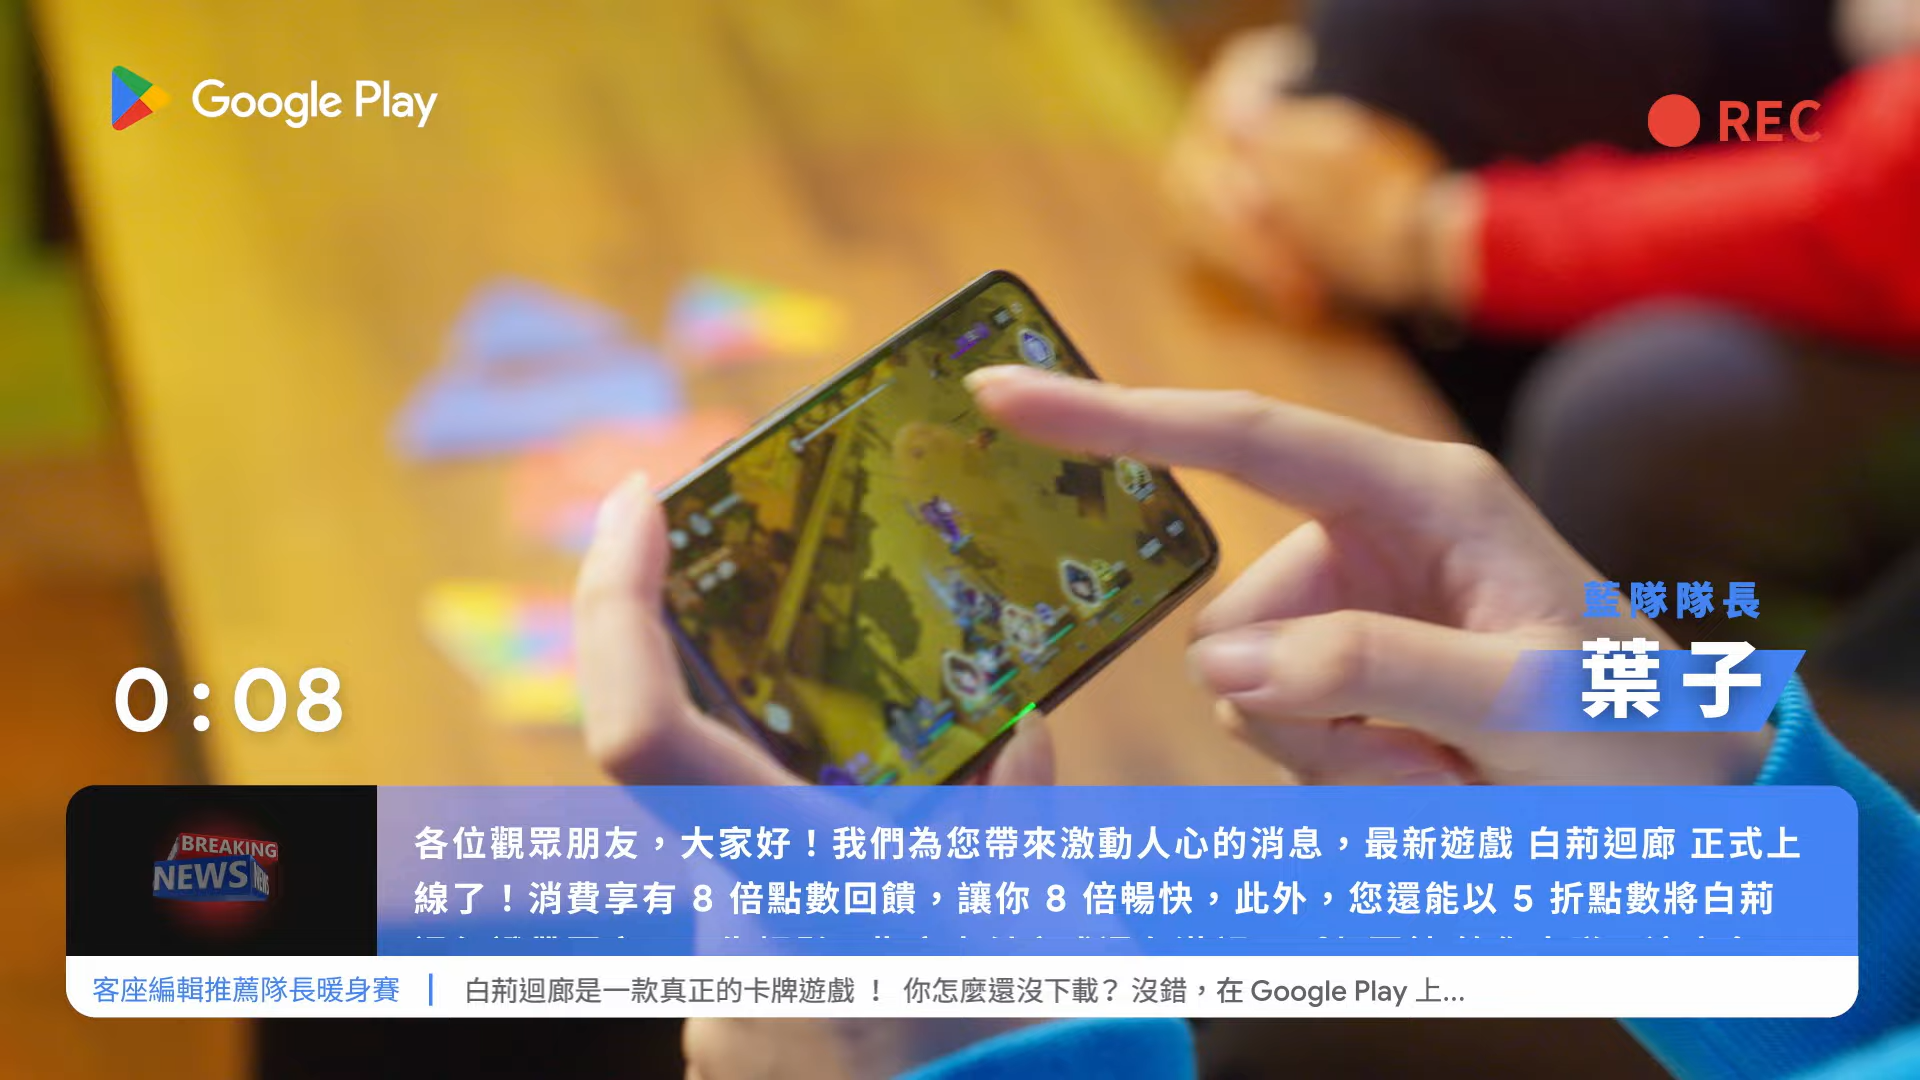 Google Play
REC
藍隊隊長
葉子
0:08
BREAKING
NEWS
NEWS
各位觀眾朋友，大家好！我們為您帶來激動人心的消息，最新遊戲 白荊迴廊 正式上
線了！消費享有 8 倍點數回饋，讓你 8 倍暢快，此外，您還能以 5 折點數將白荊
客座編輯推薦隊長暖身賽
白荊迴廊是一款真正的卡牌遊戲 ！ 你怎麼還沒下載？沒錯，在 Google Play 上...